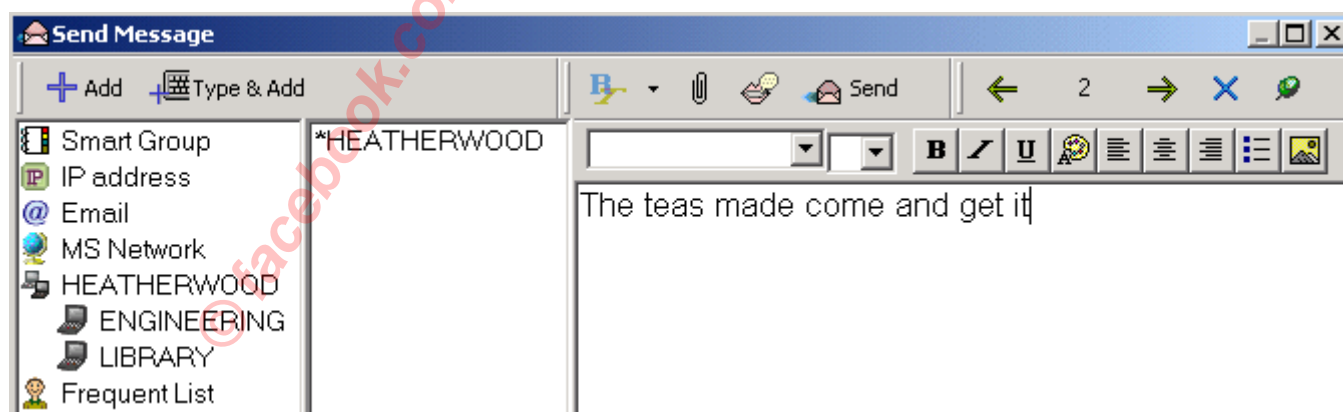 Send Message
Add Type & Add Send 2
Smart Group
IP address
Email
MS Network
HEATHERWOOD
ENGINEERING
LIBRARY
Frequent List
*HEATHERWOOD
B I U
The teas made come and get it
© facebook.co